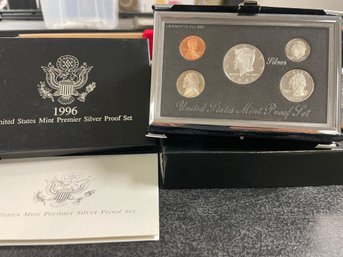 1996
United States Mint Premier Silver Proof Set
States Mint Premier Silver Proof Set
Silver
United States Mint Proof Set